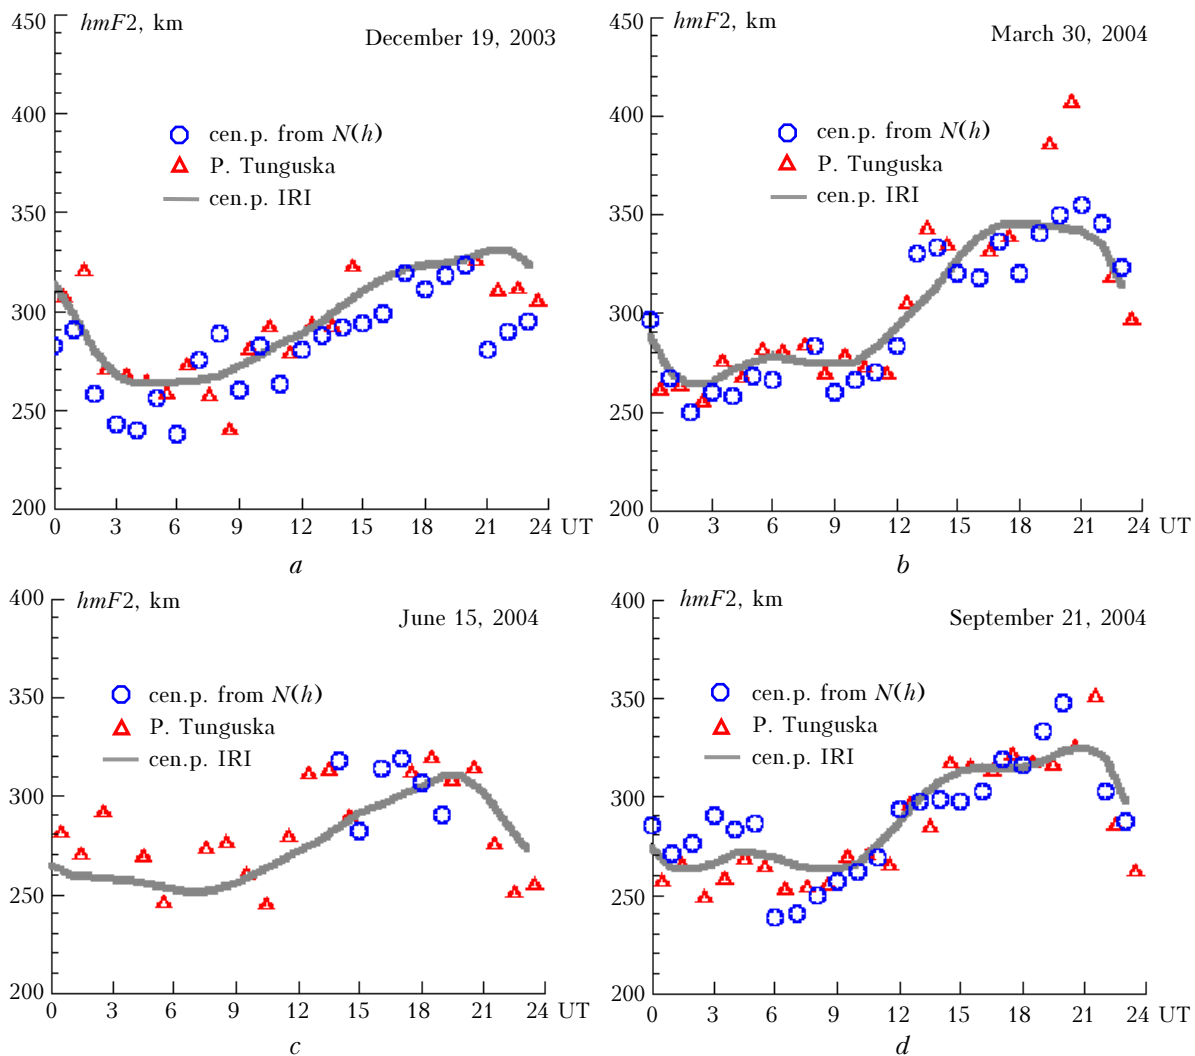 hmF2, km
December 19, 2003
450
400
350
300
250
200
cen.p. from N(h)
P. Tunguska
cen.p. IRI
0 3 6 9 12 15 18 21 24 UT
a
hmF2, km
March 30, 2004
450
400
350
300
250
200
cen.p. from N(h)
P. Tunguska
cen.p. IRI
0 3 6 9 12 15 18 21 24 UT
b
hmF2, km
June 15, 2004
400
350
300
250
200
cen.p. from N(h)
P. Tunguska
cen.p. IRI
0 3 6 9 12 15 18 21 24 UT
c
hmF2, km
September 21, 2004
400
350
300
250
200
cen.p. from N(h)
P. Tunguska
cen.p. IRI
0 3 6 9 12 15 18 21 24 UT
d